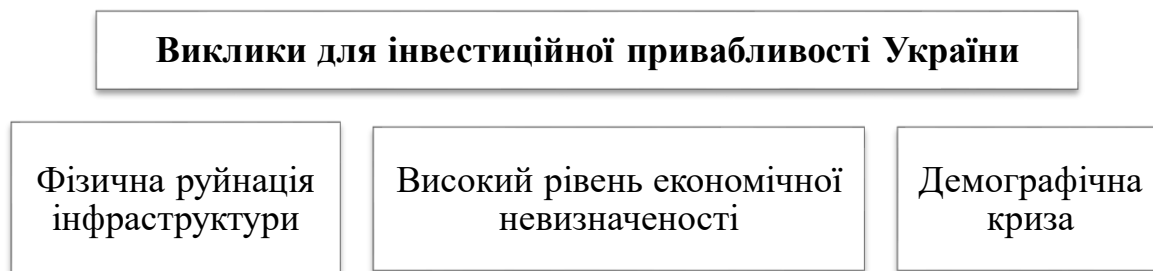 Виклики для інвестиційної привабливості України
Фізична руйнація
інфраструктури
Високий рівень економічної
невизначеності
Демографічна
криза